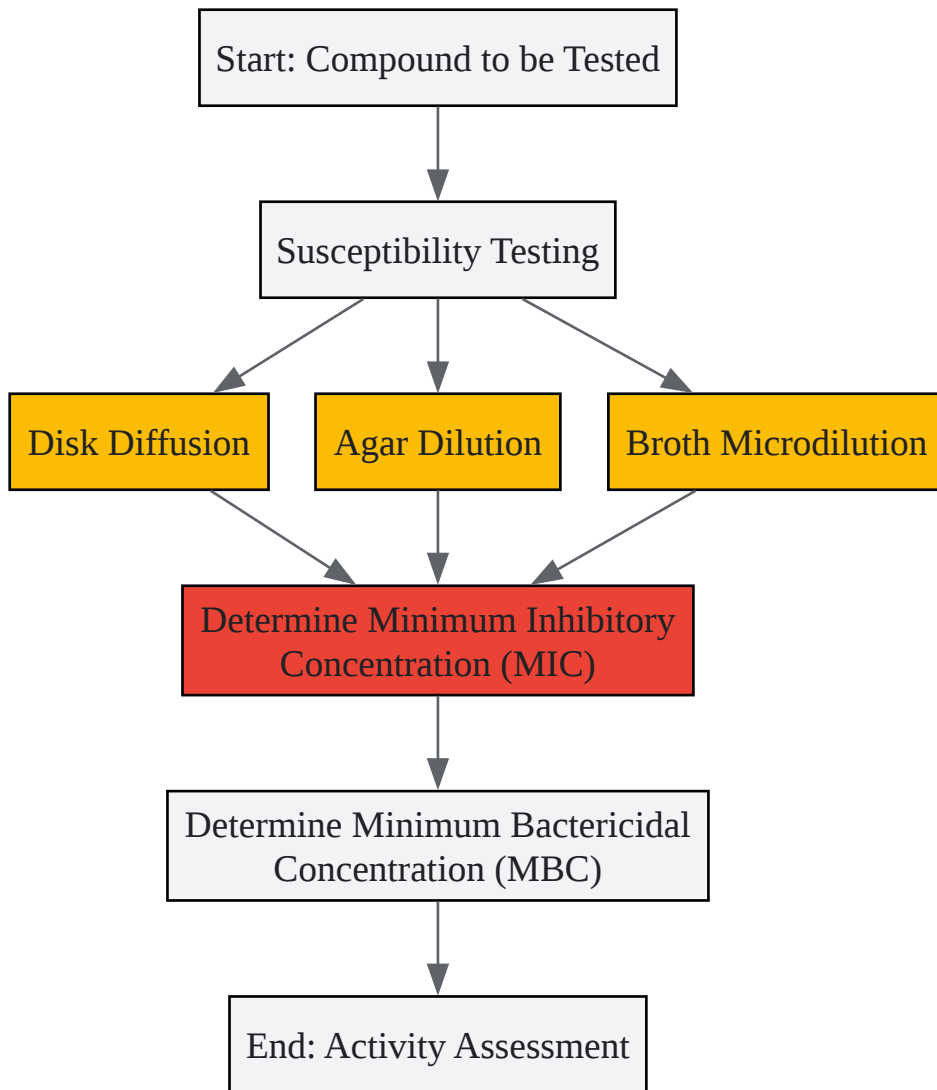 Start: Compound to be Tested
Susceptibility Testing
Disk Diffusion
Agar Dilution
Broth Microdilution
Determine Minimum Inhibitory
Concentration (MIC)
Determine Minimum Bactericidal
Concentration (MBC)
End: Activity Assessment